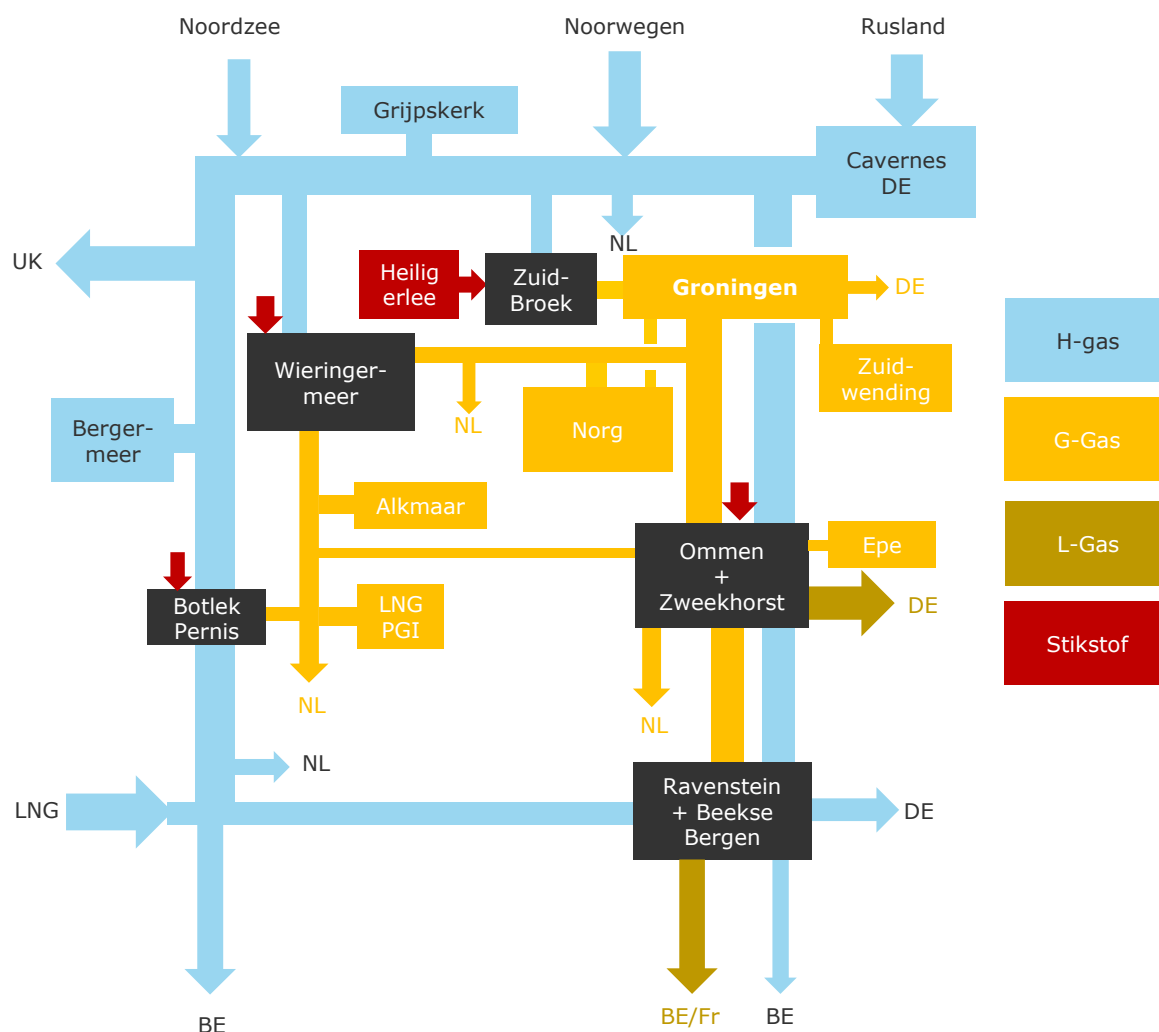 Noordzee
Noorwegen
Rusland
Grijpskerk
Cavernes
DE
NL
UK
Heilig
erlee
Zuid-
Broek
Groningen
DE
H-gas
Wieringer-
meer
Zuid-
wending
NL
Norg
G-Gas
Berger-
meer
Alkmaar
Ommen
+
Zweekhorst
Epe
L-Gas
Botlek
Pernis
LNG
PGI
DE
Stikstof
NL
NL
NL
LNG
Ravenstein
+ Beekse
Bergen
DE
BE
BE/Fr
BE